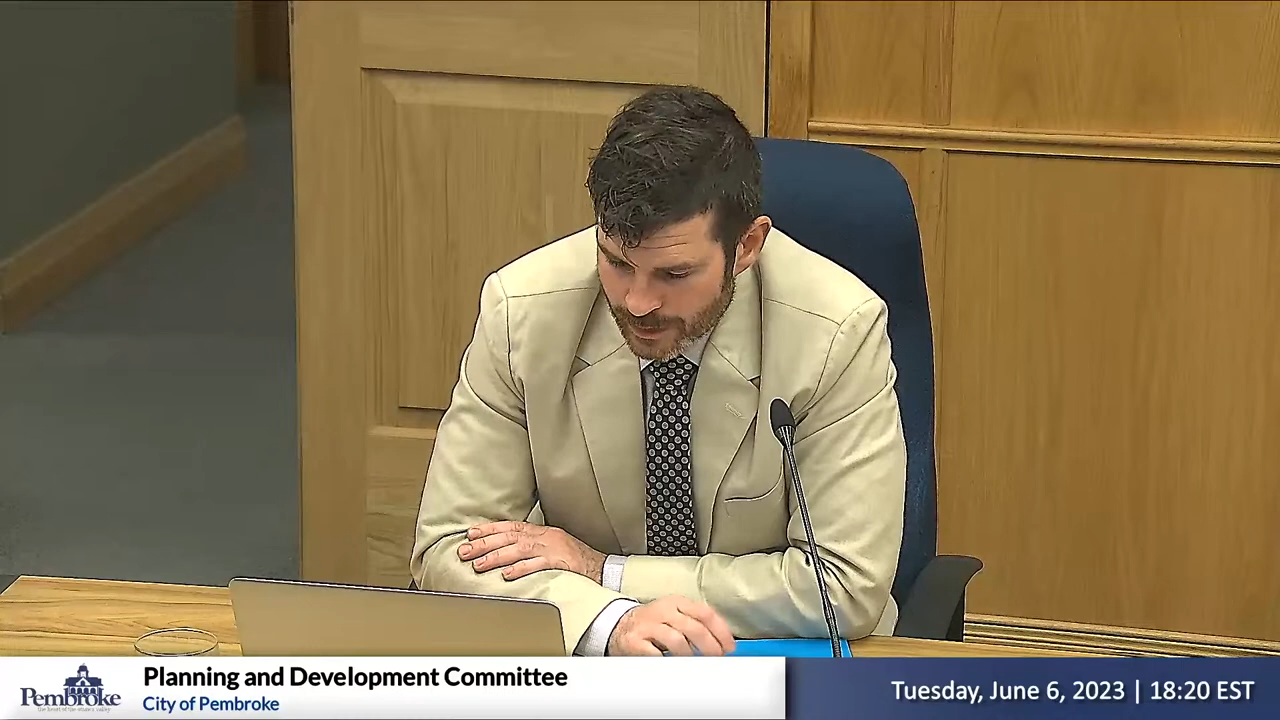 Planning and Development Committee
City of Pembroke
Pembroke
Tuesday, June 6, 2023 | 18:20 EST